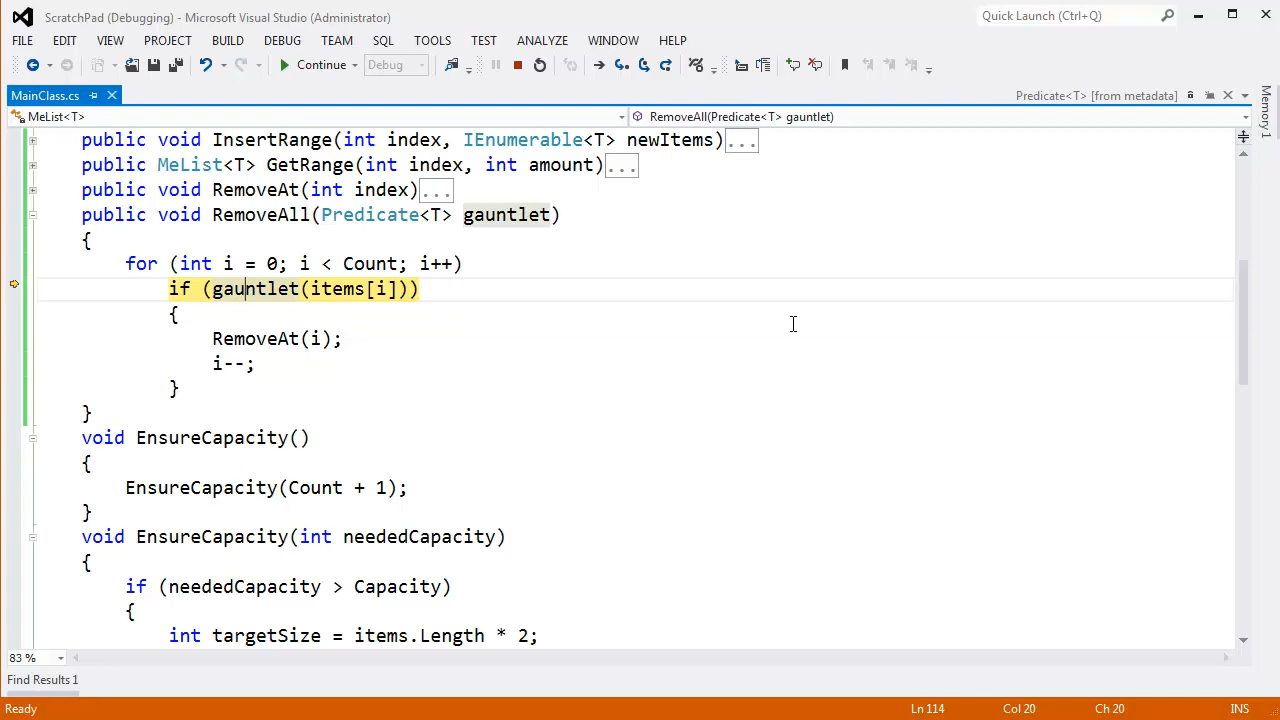 ScratchPad (Debugging) - Microsoft Visual Studio (Administrator)
Quick Launch (Ctrl+Q)
FILE EDIT VIEW PROJECT BUILD DEBUG TEAM SQL TOOLS TEST ANALYZE WINDOW HELP
Continue Debug
MainClass.cs Predicate<T> [from metadata]
MeList<T> RemoveAll(Predicate<T> gauntlet)
Memory 1
public void InsertRange(int index, IEnumerable<T> newItems)...
public MeList<T> GetRange(int index, int amount)...
public void RemoveAt(int index)...
public void RemoveAll(Predicate<T> gauntlet)
{
for (int i = 0; i < Count; i++)
if (gauntlet(items[i]))
{
RemoveAt(i);
i--;
}
}
void EnsureCapacity()
{
EnsureCapacity(Count + 1);
}
void EnsureCapacity(int neededCapacity)
{
if (neededCapacity > Capacity)
{
int targetSize = items.Length * 2;
83 %
Find Results 1
Ready Ln 114 Col 20 Ch 20 INS